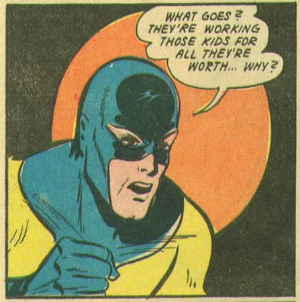 WHAT GOES?
THEY'RE WORKING
THOSE KIDS FOR
ALL THEY'RE
WORTH... WHY?